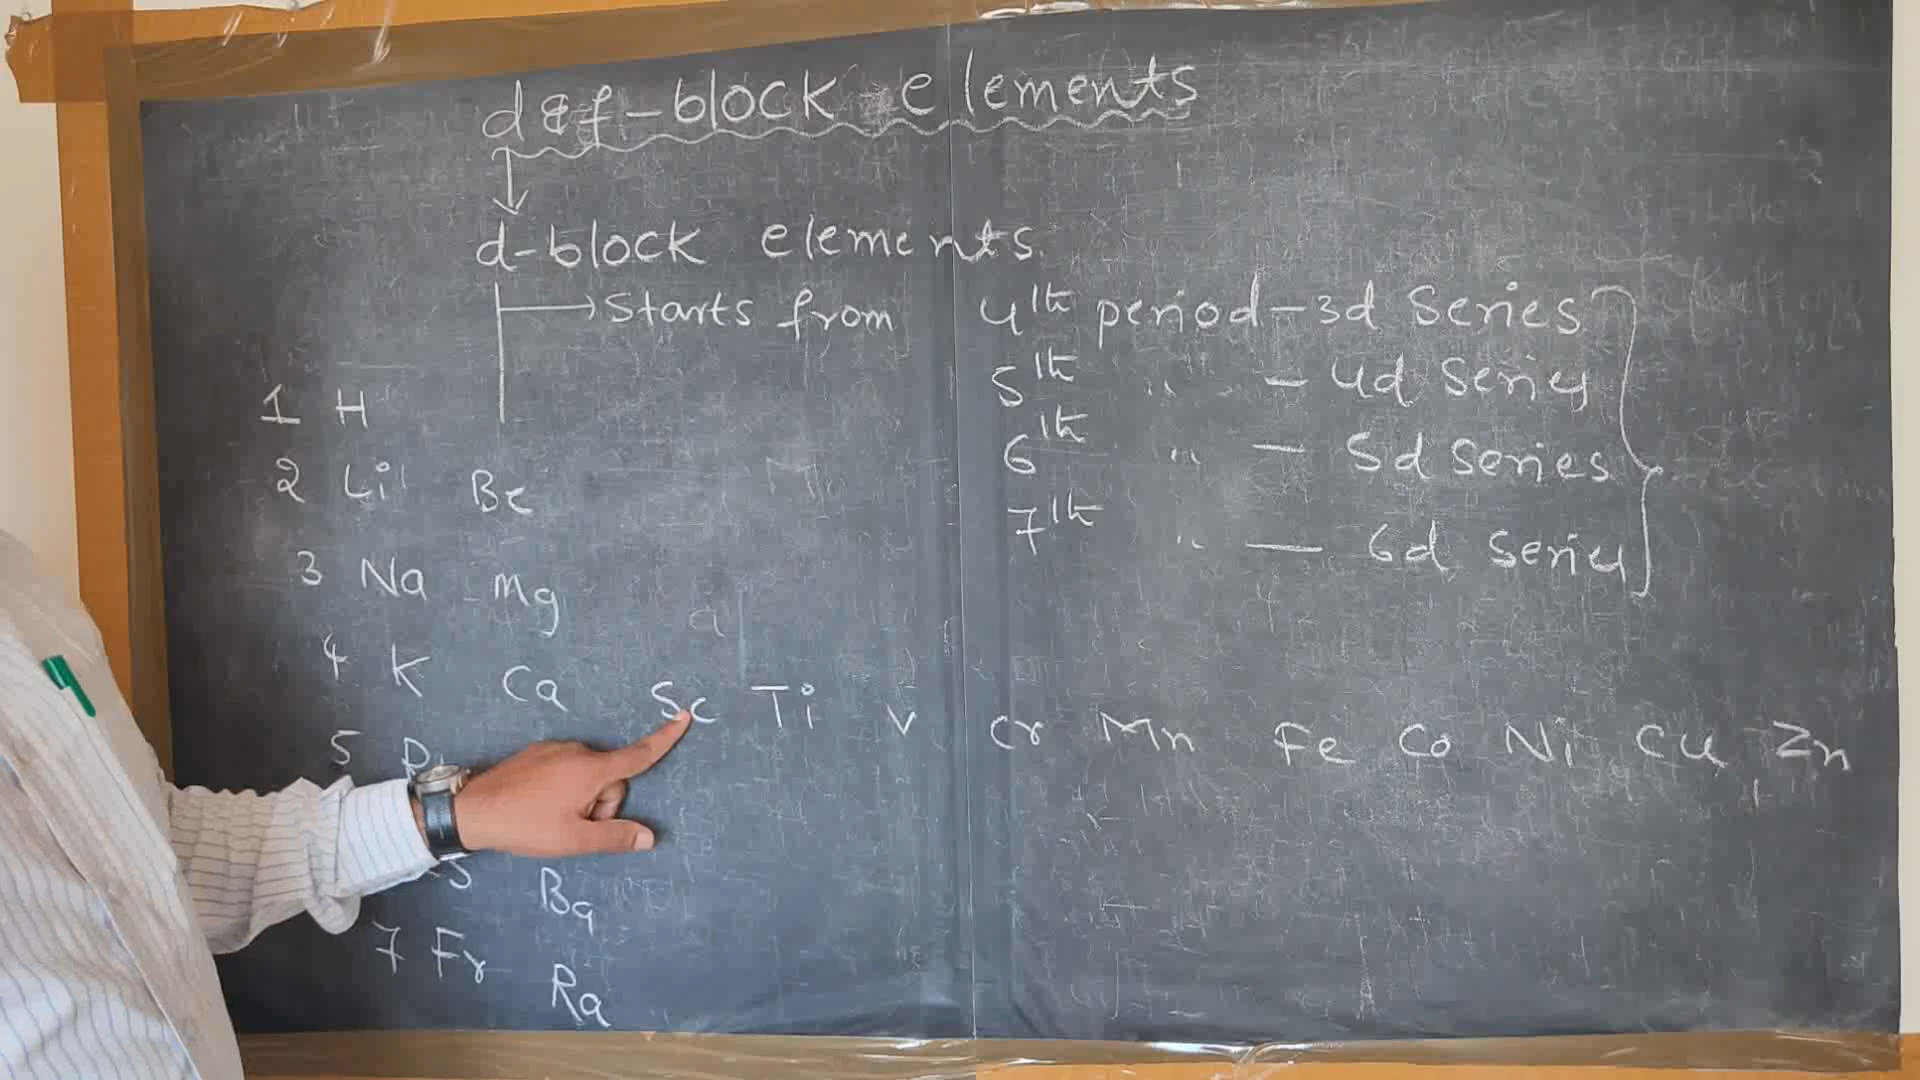 d & f - block elements
d-block elements
Starts from 4th period - 3d Series
5th " - 4d Series
6th " - 5d Series
7th " - 6d Series
1 H
2 Li Be
3 Na Mg
4 K Ca Sc Ti V Cr Mn Fe Co Ni Cu Zn
5
Ba
7 Fr Ra